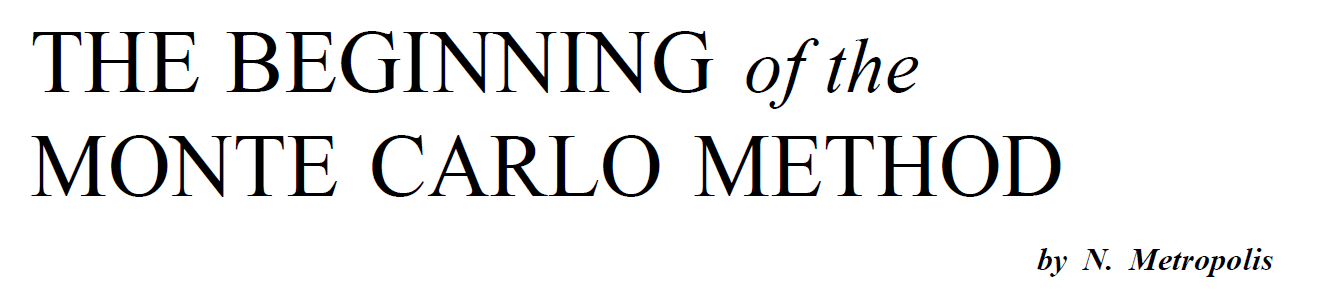 THE BEGINNING of the
MONTE CARLO METHOD
by N. Metropolis